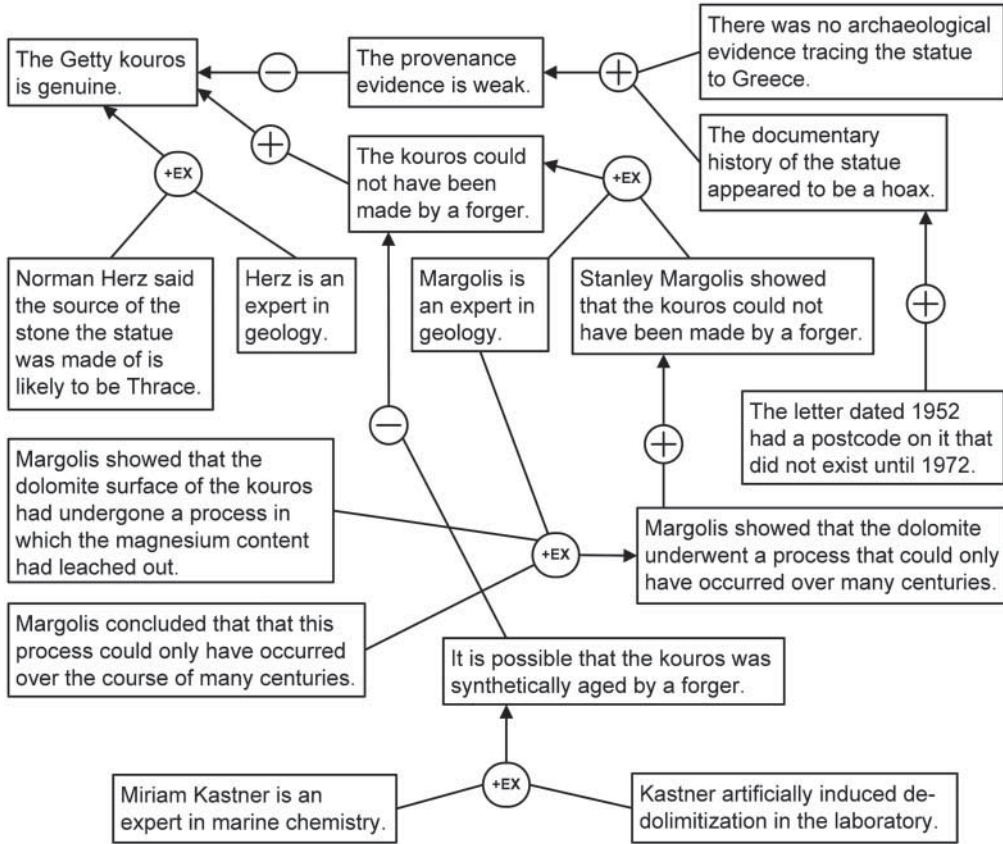 The Getty kouros
is genuine.
−
The provenance
evidence is weak.
+
There was no archaeological
evidence tracing the statue
to Greece.
+
The kouros could
not have been
made by a forger.
+EX
+EX
The documentary
history of the statue
appeared to be a hoax.
Norman Herz said
the source of the
stone the statue
was made of is
likely to be Thrace.
Herz is an
expert in
geology.
Margolis is
an expert in
geology.
Stanley Margolis showed
that the kouros could not
have been made by a forger.
+
−
+
The letter dated 1952
had a postcode on it that
did not exist until 1972.
Margolis showed that the
dolomite surface of the kouros
had undergone a process in
which the magnesium content
had leached out.
+EX
Margolis showed that the dolomite
underwent a process that could only
have occurred over many centuries.
Margolis concluded that that this
process could only have occurred
over the course of many centuries.
It is possible that the kouros was
synthetically aged by a forger.
Miriam Kastner is an
expert in marine chemistry.
+EX
Kastner artificially induced de-
dolimitization in the laboratory.